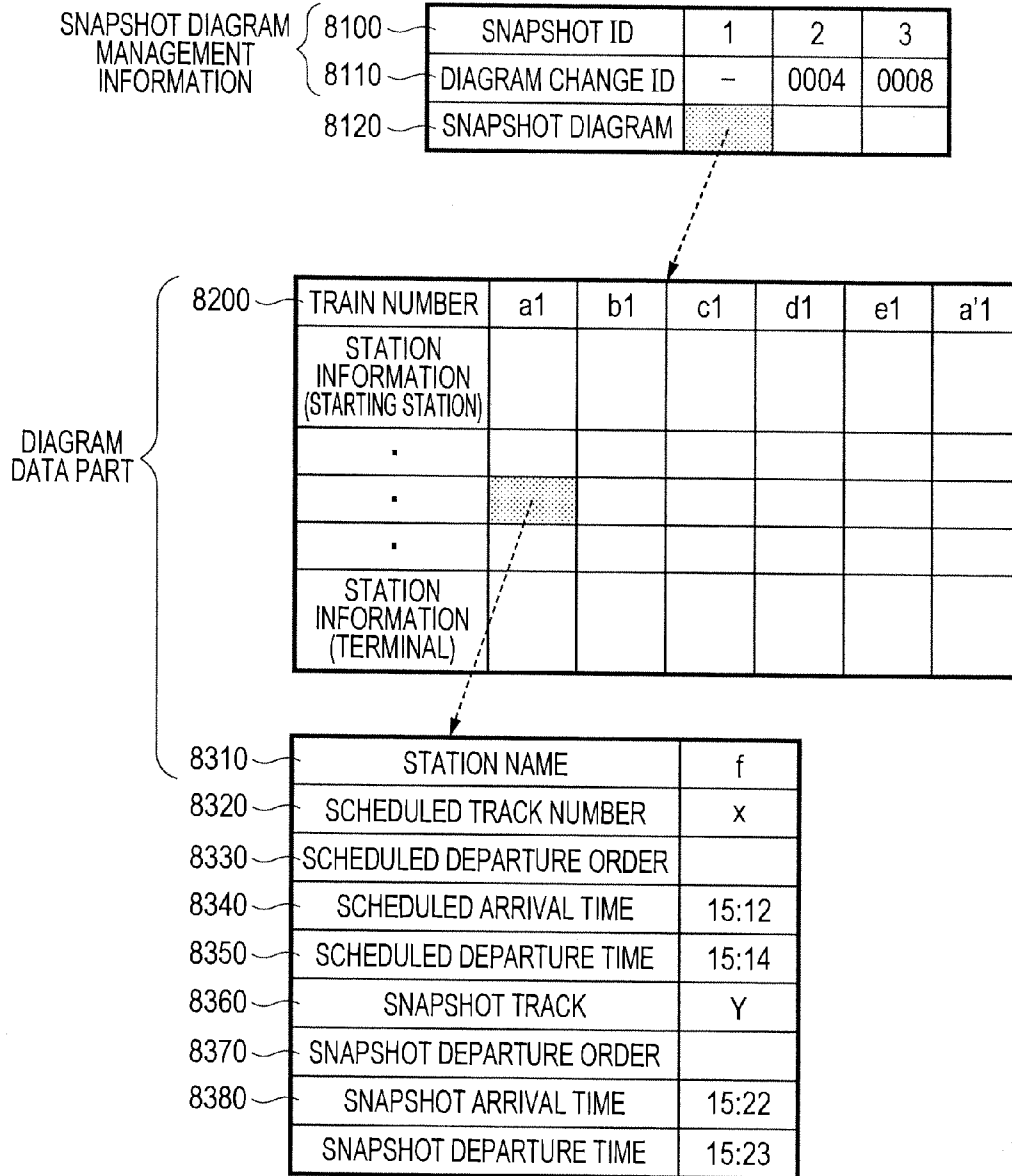 SNAPSHOT DIAGRAM
MANAGEMENT
INFORMATION
8100 SNAPSHOT ID 1 2 3
8110 DIAGRAM CHANGE ID – 0004 0008
8120 SNAPSHOT DIAGRAM
DIAGRAM
DATA PART
8200 TRAIN NUMBER a1 b1 c1 d1 e1 a'1
STATION
INFORMATION
(STARTING STATION)
.
.
.
STATION
INFORMATION
(TERMINAL)
8310 STATION NAME f
8320 SCHEDULED TRACK NUMBER x
8330 SCHEDULED DEPARTURE ORDER
8340 SCHEDULED ARRIVAL TIME 15:12
8350 SCHEDULED DEPARTURE TIME 15:14
8360 SNAPSHOT TRACK Y
8370 SNAPSHOT DEPARTURE ORDER
8380 SNAPSHOT ARRIVAL TIME 15:22
SNAPSHOT DEPARTURE TIME 15:23